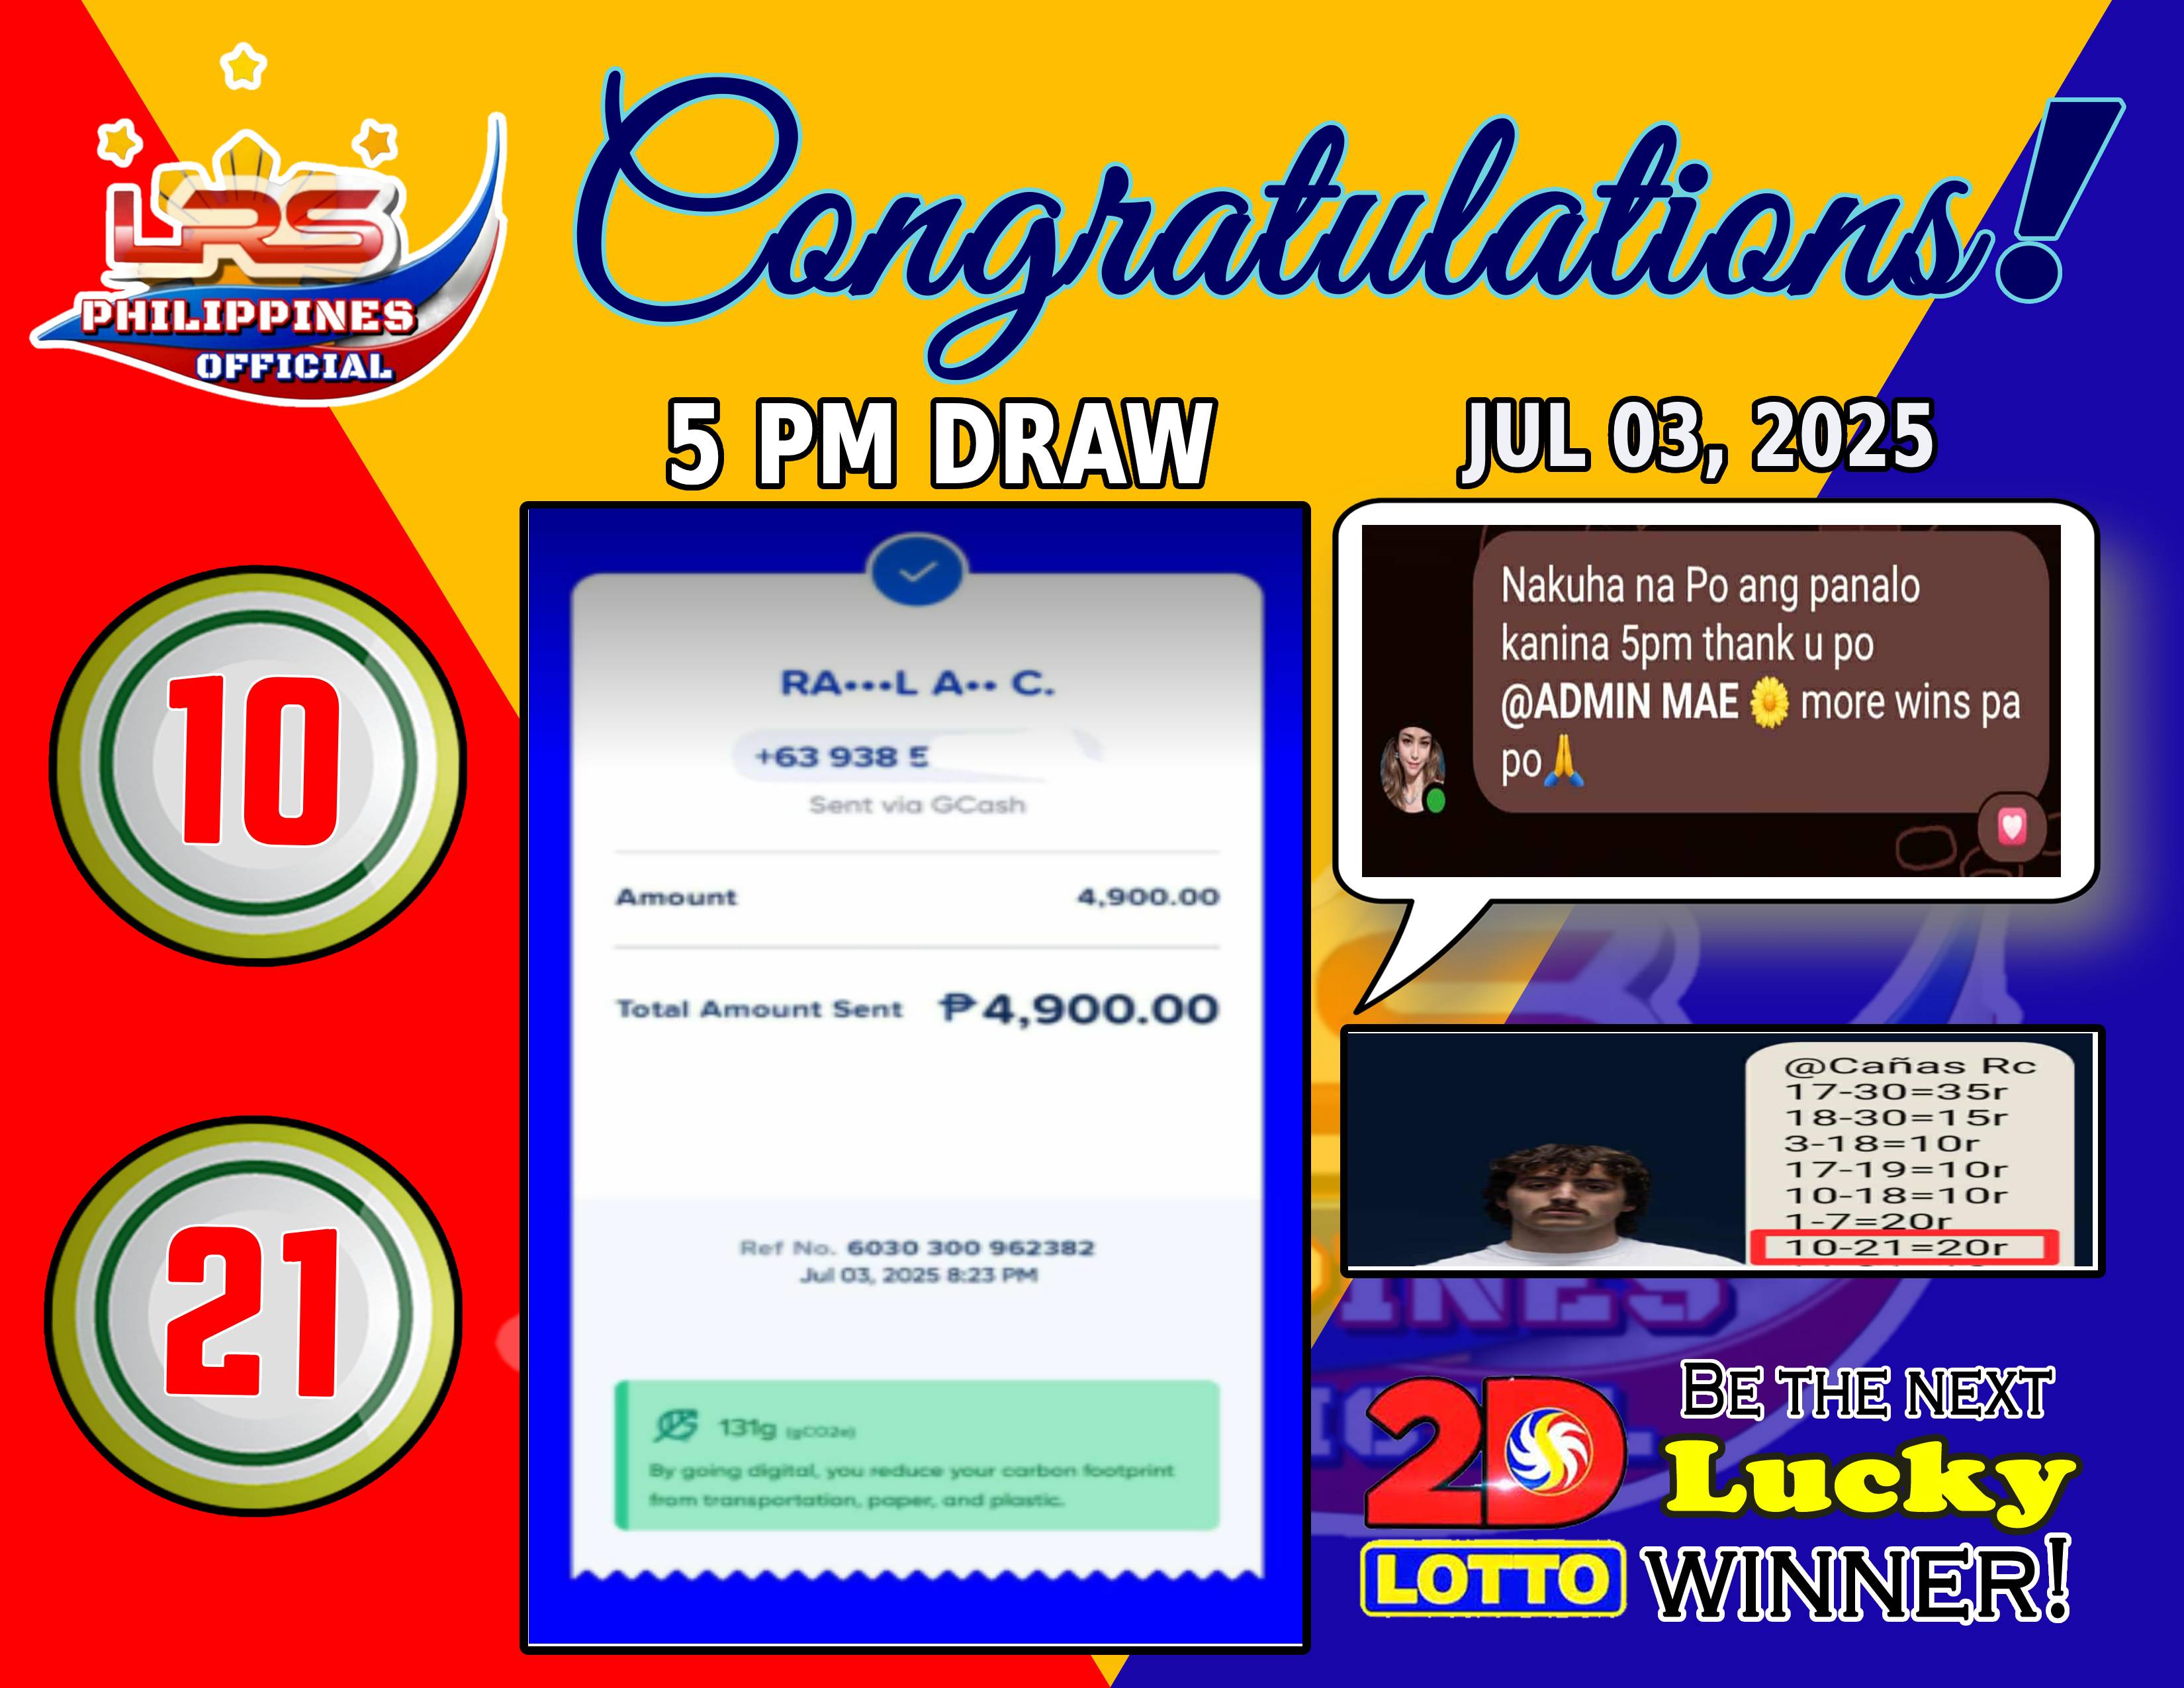 LRS
PHILIPPINES
OFFICIAL
Congratulations!
5 PM DRAW
JUL 03, 2025
10
21
RA•••L A•• C.
+63 938 5
Sent via GCash
Amount 4,900.00
Total Amount Sent ₱4,900.00
Ref No. 6030 300 962382
Jul 03, 2025 8:23 PM
131g (gCO2e)
By going digital, you reduce your carbon footprint
from transportation, paper, and plastic.
Nakuha na Po ang panalo
kanina 5pm thank u po
@ADMIN MAE 🌼 more wins pa
po🙏
@Cañas Rc
17-30=35r
18-30=15r
3-18=10r
17-19=10r
10-18=10r
1-7=20r
10-21=20r
2D
LOTTO
BE THE NEXT
Lucky
WINNER!